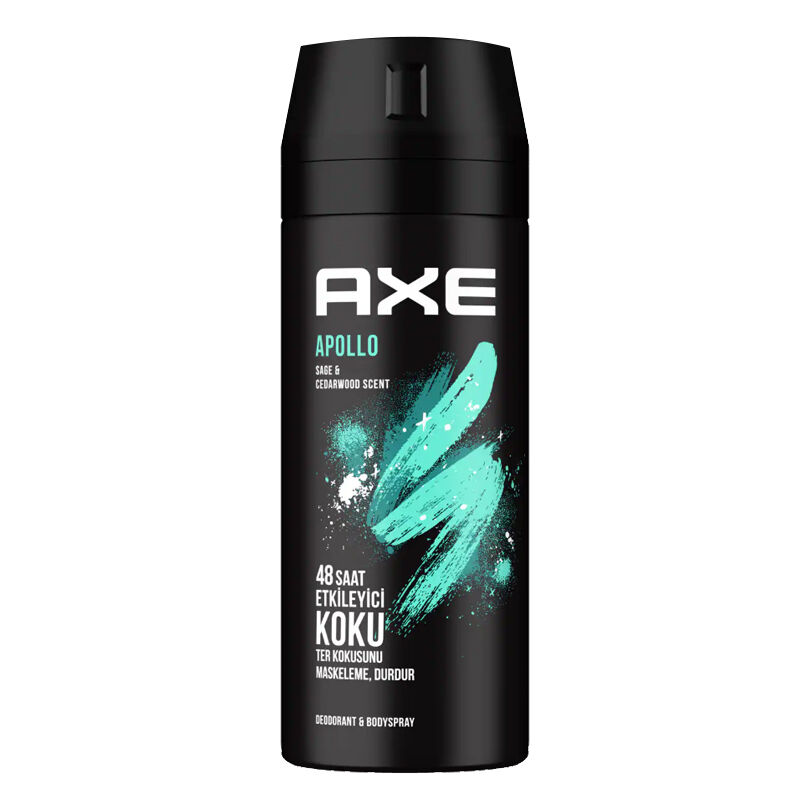 AXE
APOLLO
SAGE &
CEDARWOOD SCENT
48 SAAT
ETKİLEYİCİ
KOKU
TER KOKUSUNU
MASKELEME, DURDUR
DEODORANT & BODYSPRAY